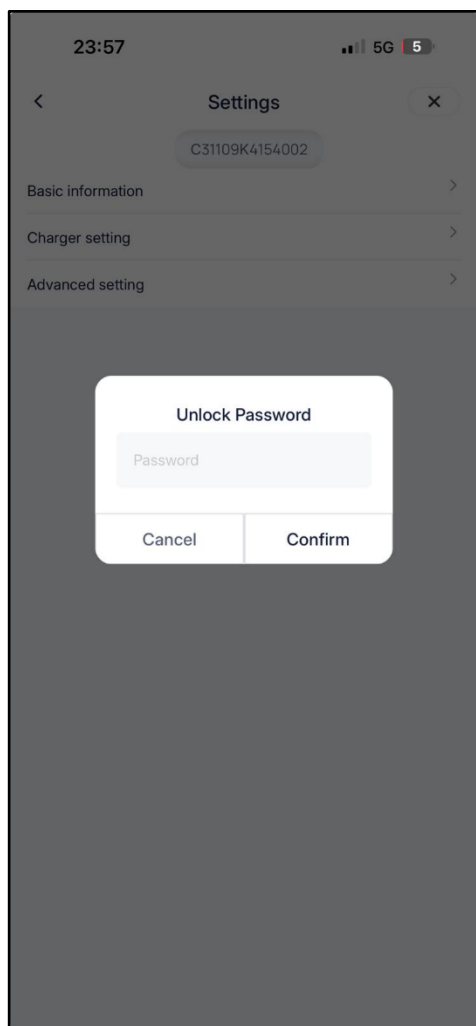 23:57 5G 5
Settings
C31109K4154002
Basic information
Charger setting
Advanced setting
Unlock Password
Password
Cancel Confirm